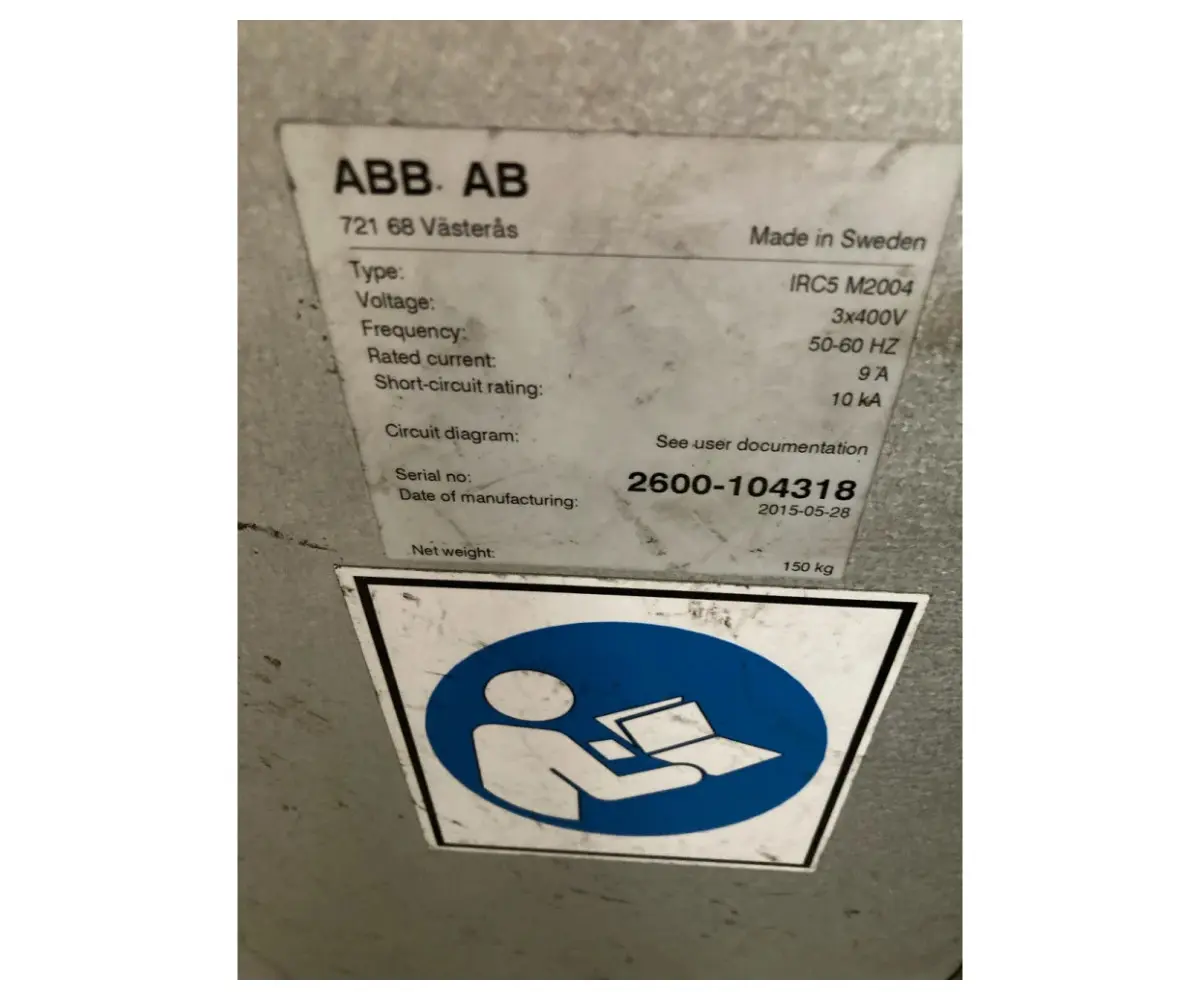 ABB AB
721 68 Västerås
Made in Sweden
Type: IRC5 M2004
Voltage: 3x400V
Frequency: 50-60 HZ
Rated current: 9 A
Short-circuit rating: 10 kA
Circuit diagram: See user documentation
Serial no: 2600-104318
Date of manufacturing: 2015-05-28
Net weight: 150 kg